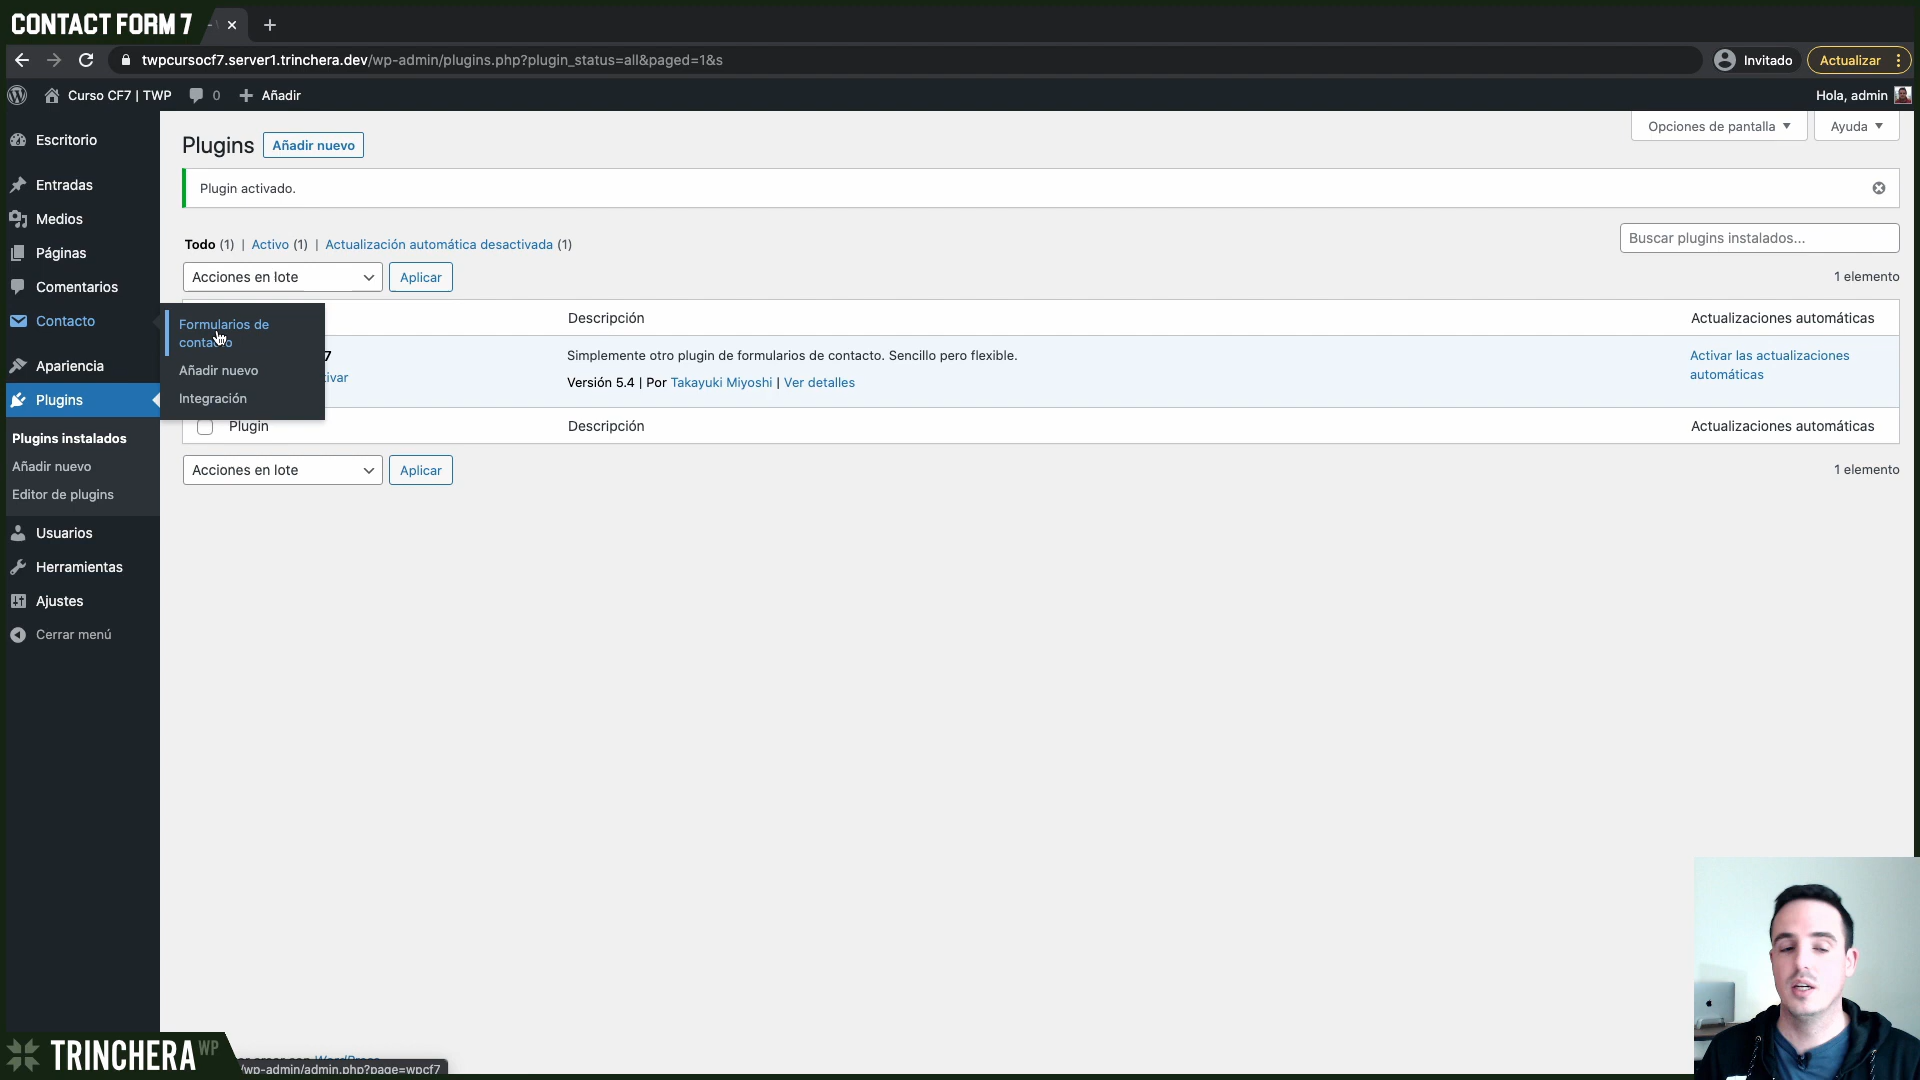 CONTACT FORM 7
twpcursocf7.server1.trinchera.dev/wp-admin/plugins.php?plugin_status=all&paged=1&s
Invitado
Actualizar
Curso CF7 | TWP
0
Añadir
Hola, admin
Escritorio
Entradas
Medios
Páginas
Comentarios
Contacto
Formularios de
contacto
Añadir nuevo
Integración
Apariencia
Plugins
Plugins instalados
Añadir nuevo
Editor de plugins
Usuarios
Herramientas
Ajustes
Cerrar menú
Opciones de pantalla
Ayuda
Plugins
Añadir nuevo
Plugin activado.
Todo (1) | Activo (1) | Actualización automática desactivada (1)
Buscar plugins instalados...
Acciones en lote
Aplicar
1 elemento
Descripción
Actualizaciones automáticas
7
ivar
Simplemente otro plugin de formularios de contacto. Sencillo pero flexible.
Versión 5.4 | Por Takayuki Miyoshi | Ver detalles
Activar las actualizaciones
automáticas
Plugin
Descripción
Actualizaciones automáticas
Acciones en lote
Aplicar
1 elemento
TRINCHERA WP
/wp-admin/admin.php?page=wpcf7